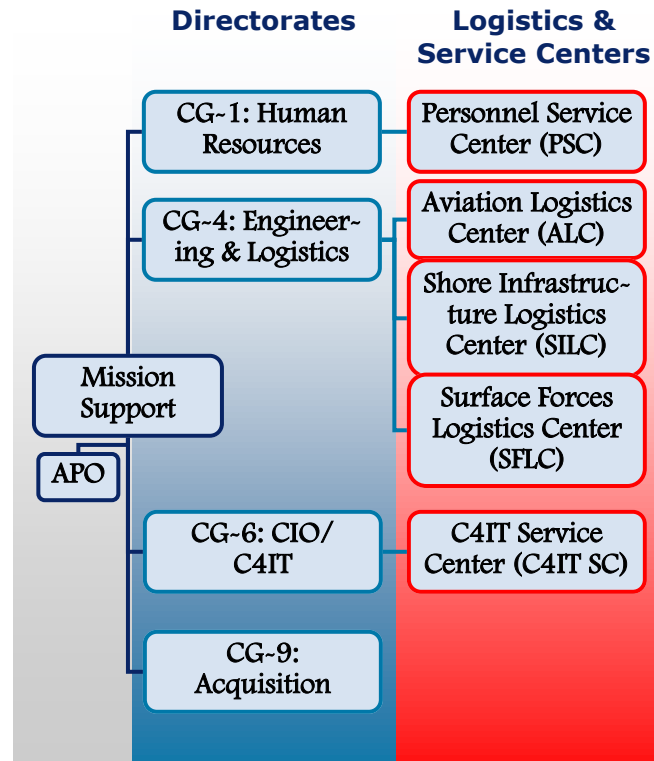 Directorates
Logistics &
Service Centers
CG-1: Human
Resources
Personnel Service
Center (PSC)
CG-4: Engineer-
ing & Logistics
Aviation Logistics
Center (ALC)
Shore Infrastruc-
ture Logistics
Center (SILC)
Mission
Support
Surface Forces
Logistics Center
(SFLC)
APO
CG-6: CIO/
C4IT
C4IT Service
Center (C4IT SC)
CG-9:
Acquisition